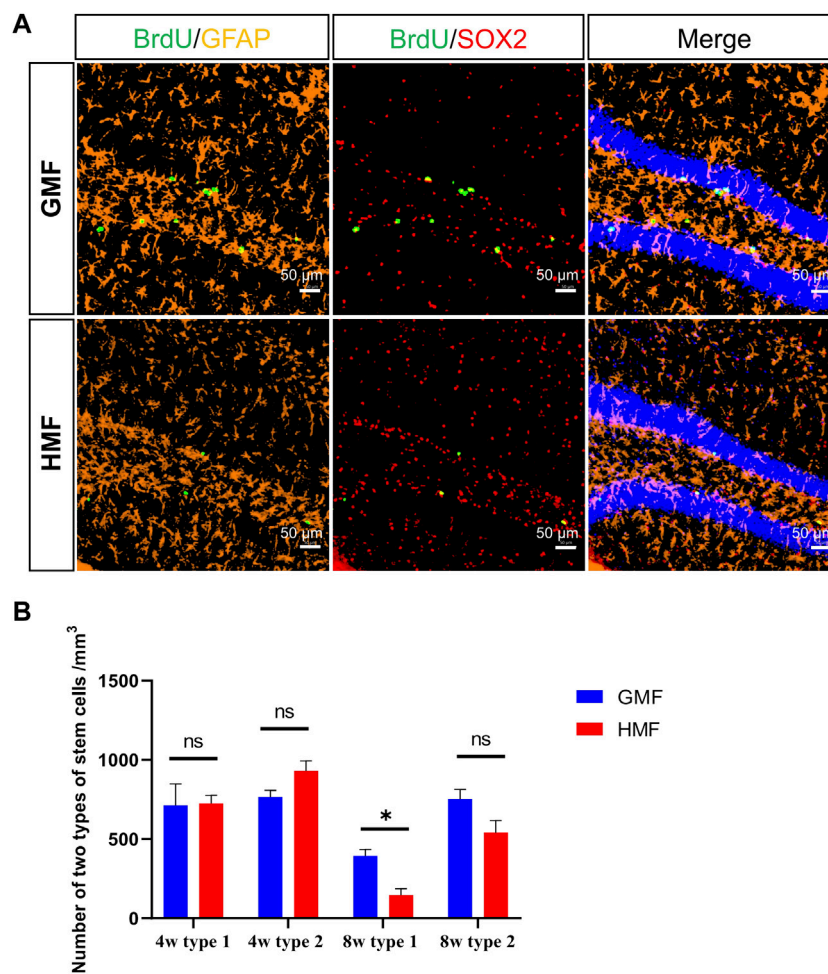 A
BrdU/GFAP BrdU/SOX2 Merge
GMF
50 µm 50 µm 50 µm
HMF
50 µm 50 µm 50 µm
B
Number of two types of stem cells /mm³
1500
1000
500
0
ns ns * ns
4w type 1 4w type 2 8w type 1 8w type 2
GMF
HMF